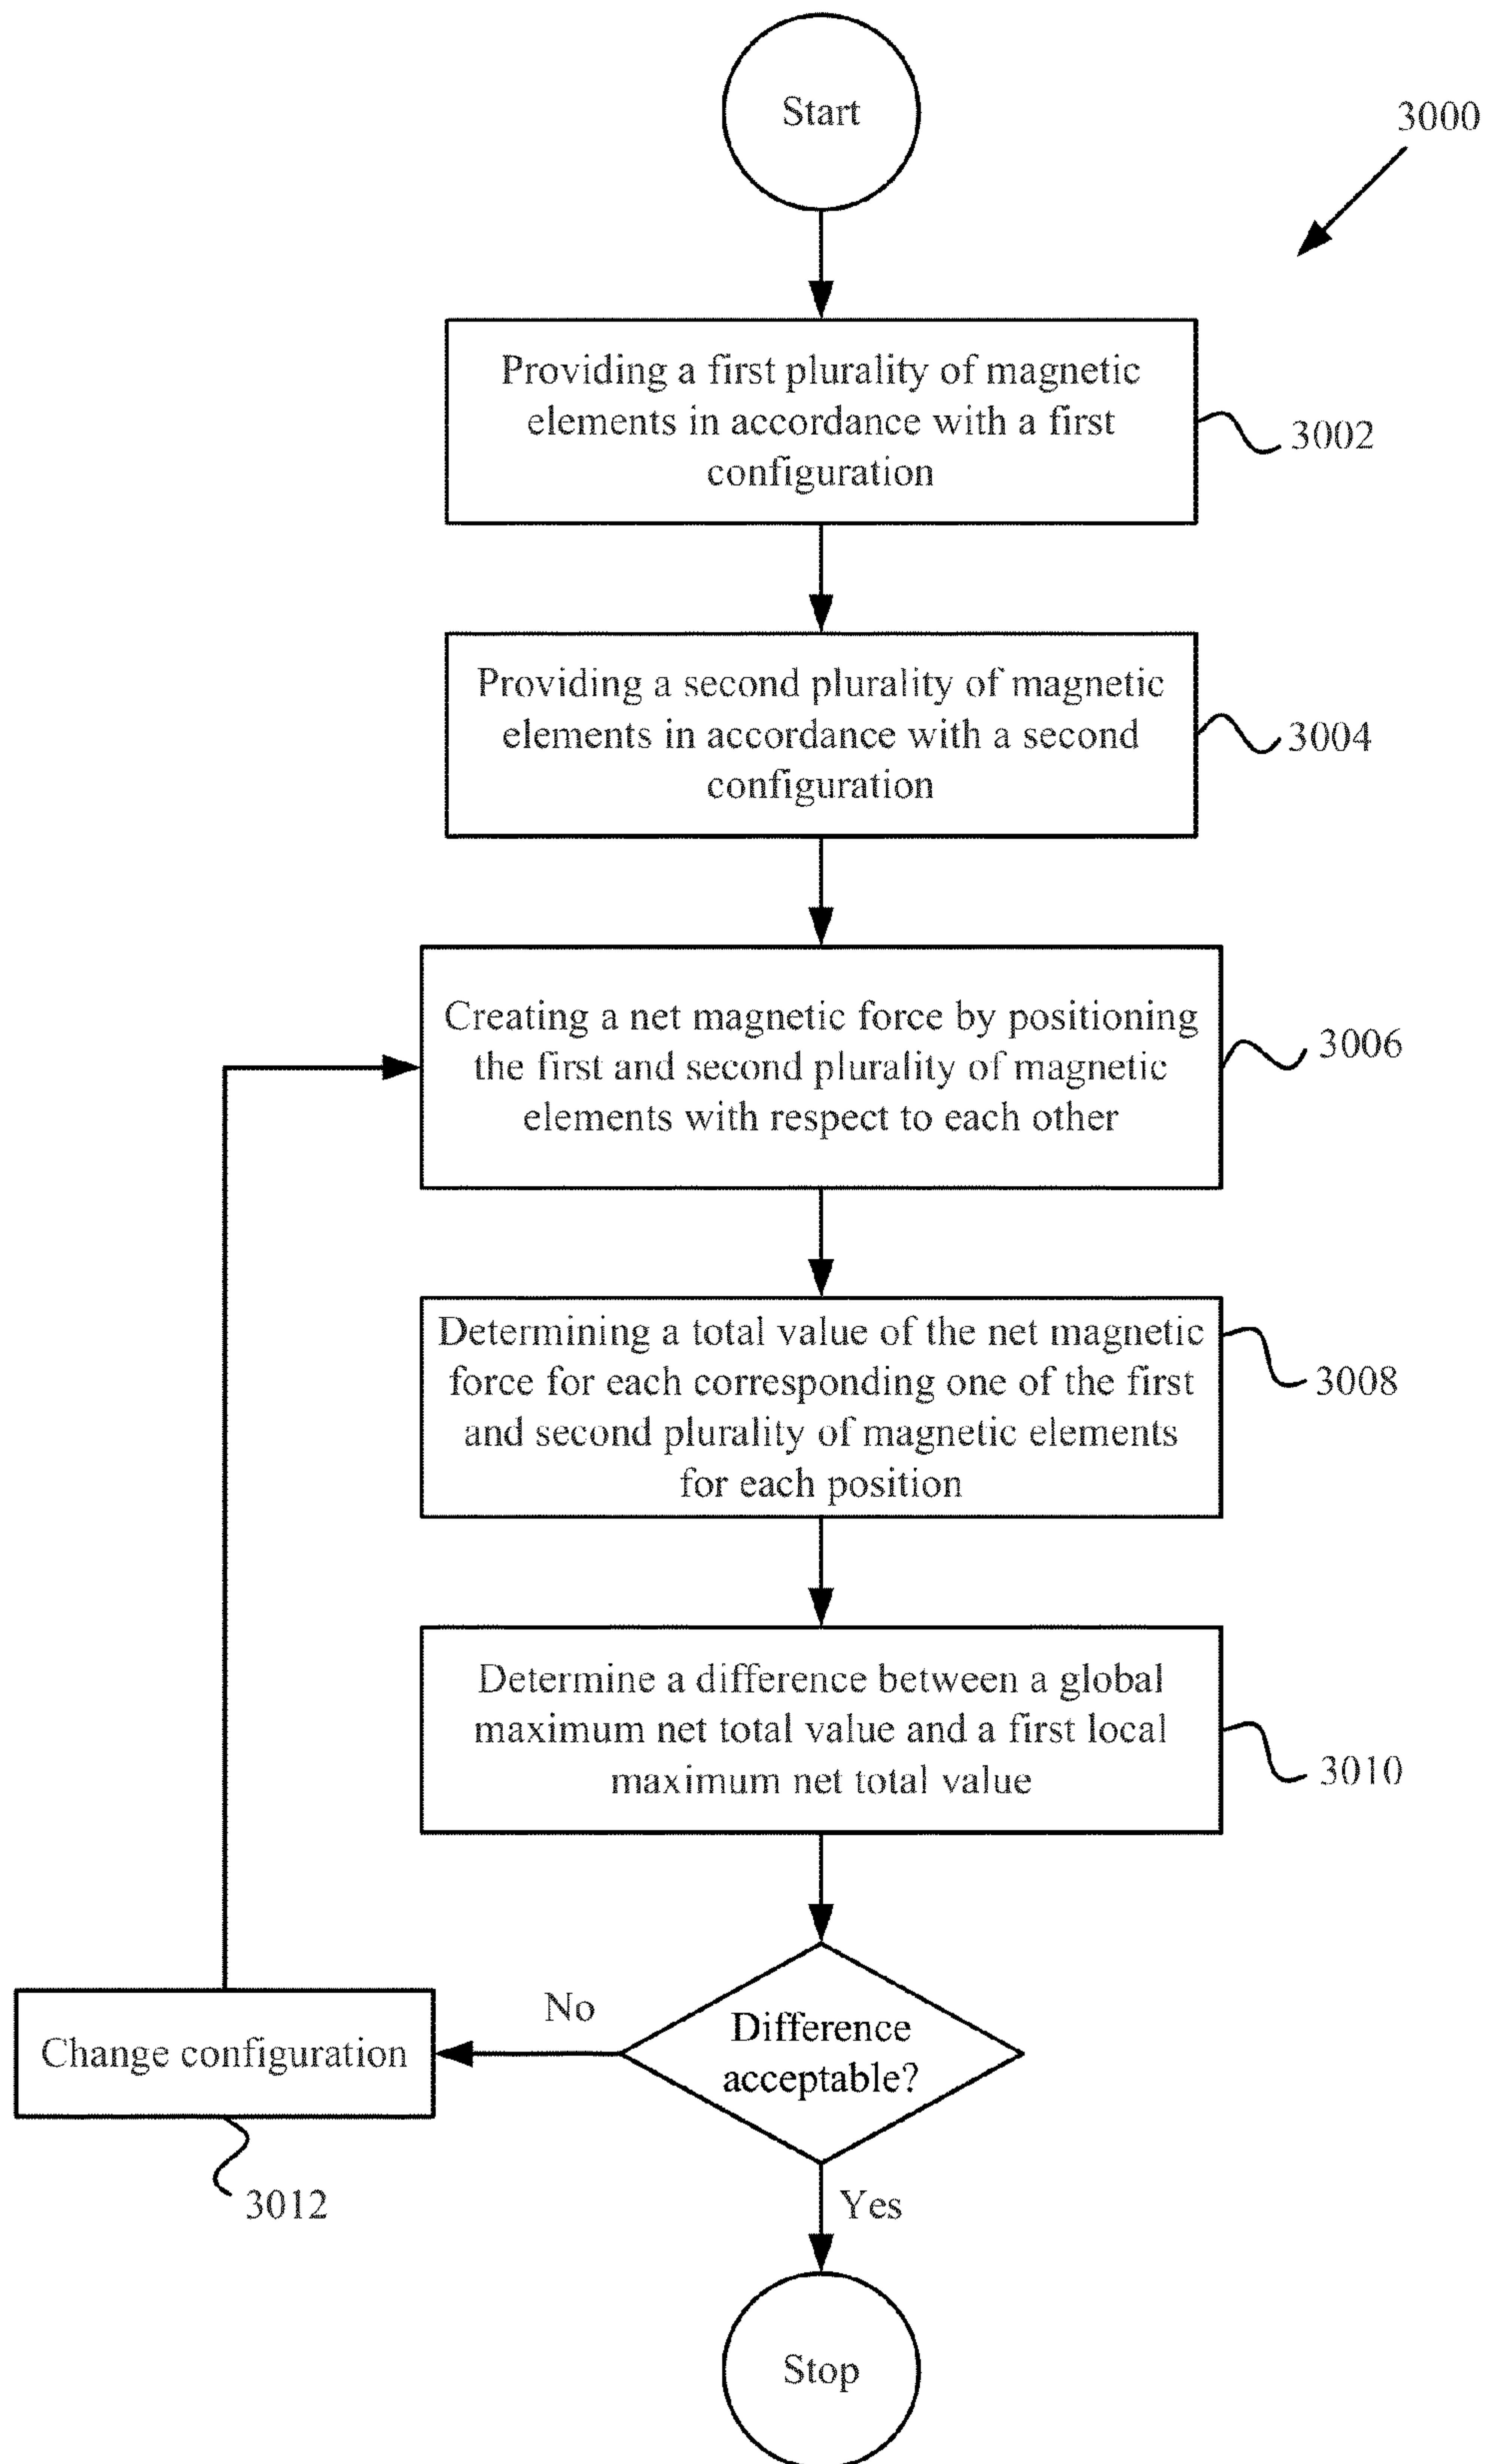 Start
3000
Providing a first plurality of magnetic
elements in accordance with a first
configuration
3002
Providing a second plurality of magnetic
elements in accordance with a second
configuration
3004
Creating a net magnetic force by positioning
the first and second plurality of magnetic
elements with respect to each other
3006
Determining a total value of the net magnetic
force for each corresponding one of the first
and second plurality of magnetic elements
for each position
3008
Determine a difference between a global
maximum net total value and a first local
maximum net total value
3010
Difference
acceptable?
No
Change configuration
3012
Yes
Stop